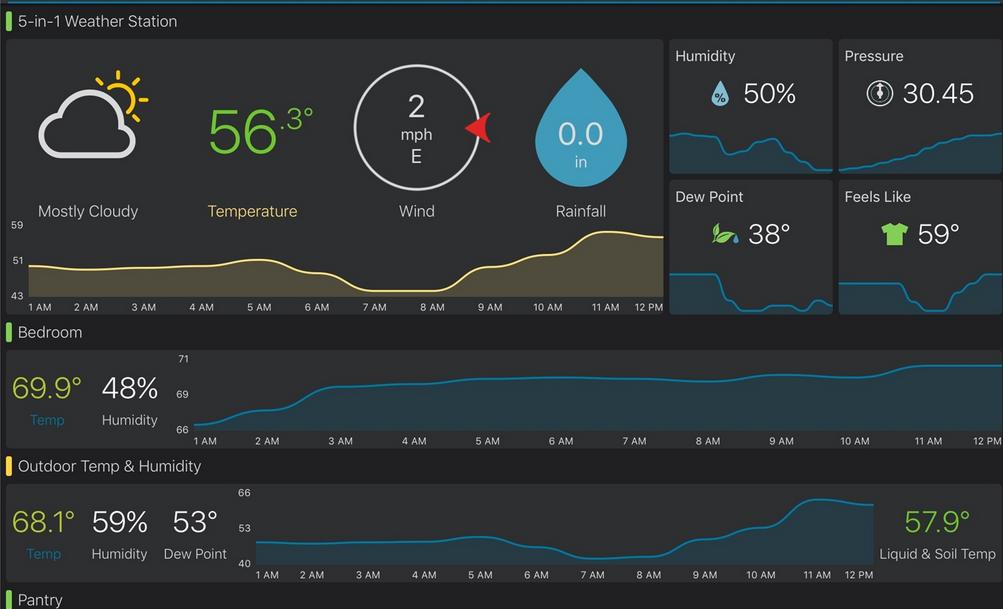 5-in-1 Weather Station
56.3°
2
mph
E
0.0
in
Mostly Cloudy
Temperature
Wind
Rainfall
59
51
43
1 AM 2 AM 3 AM 4 AM 5 AM 6 AM 7 AM 8 AM 9 AM 10 AM 11 AM 12 PM
Humidity
%
50%
Pressure
30.45
Dew Point
38°
Feels Like
59°
Bedroom
69.9°
Temp
48%
Humidity
71
69
66
1 AM 2 AM 3 AM 4 AM 5 AM 6 AM 7 AM 8 AM 9 AM 10 AM 11 AM 12 PM
Outdoor Temp & Humidity
68.1°
Temp
59%
Humidity
53°
Dew Point
66
53
40
1 AM 2 AM 3 AM 4 AM 5 AM 6 AM 7 AM 8 AM 9 AM 10 AM 11 AM 12 PM
57.9°
Liquid & Soil Temp
Pantry